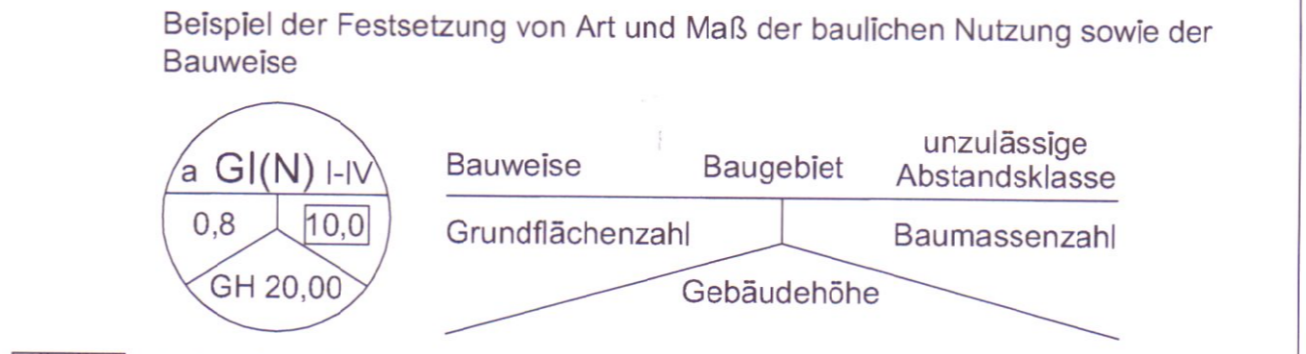 Beispiel der Festsetzung von Art und Maß der baulichen Nutzung sowie der
Bauweise
a GI(N) I-IV
0,8 10,0
GH 20,00
Bauweise Baugebiet unzulässige
Abstandsklasse
Grundflächenzahl Baumassenzahl
Gebäudehöhe